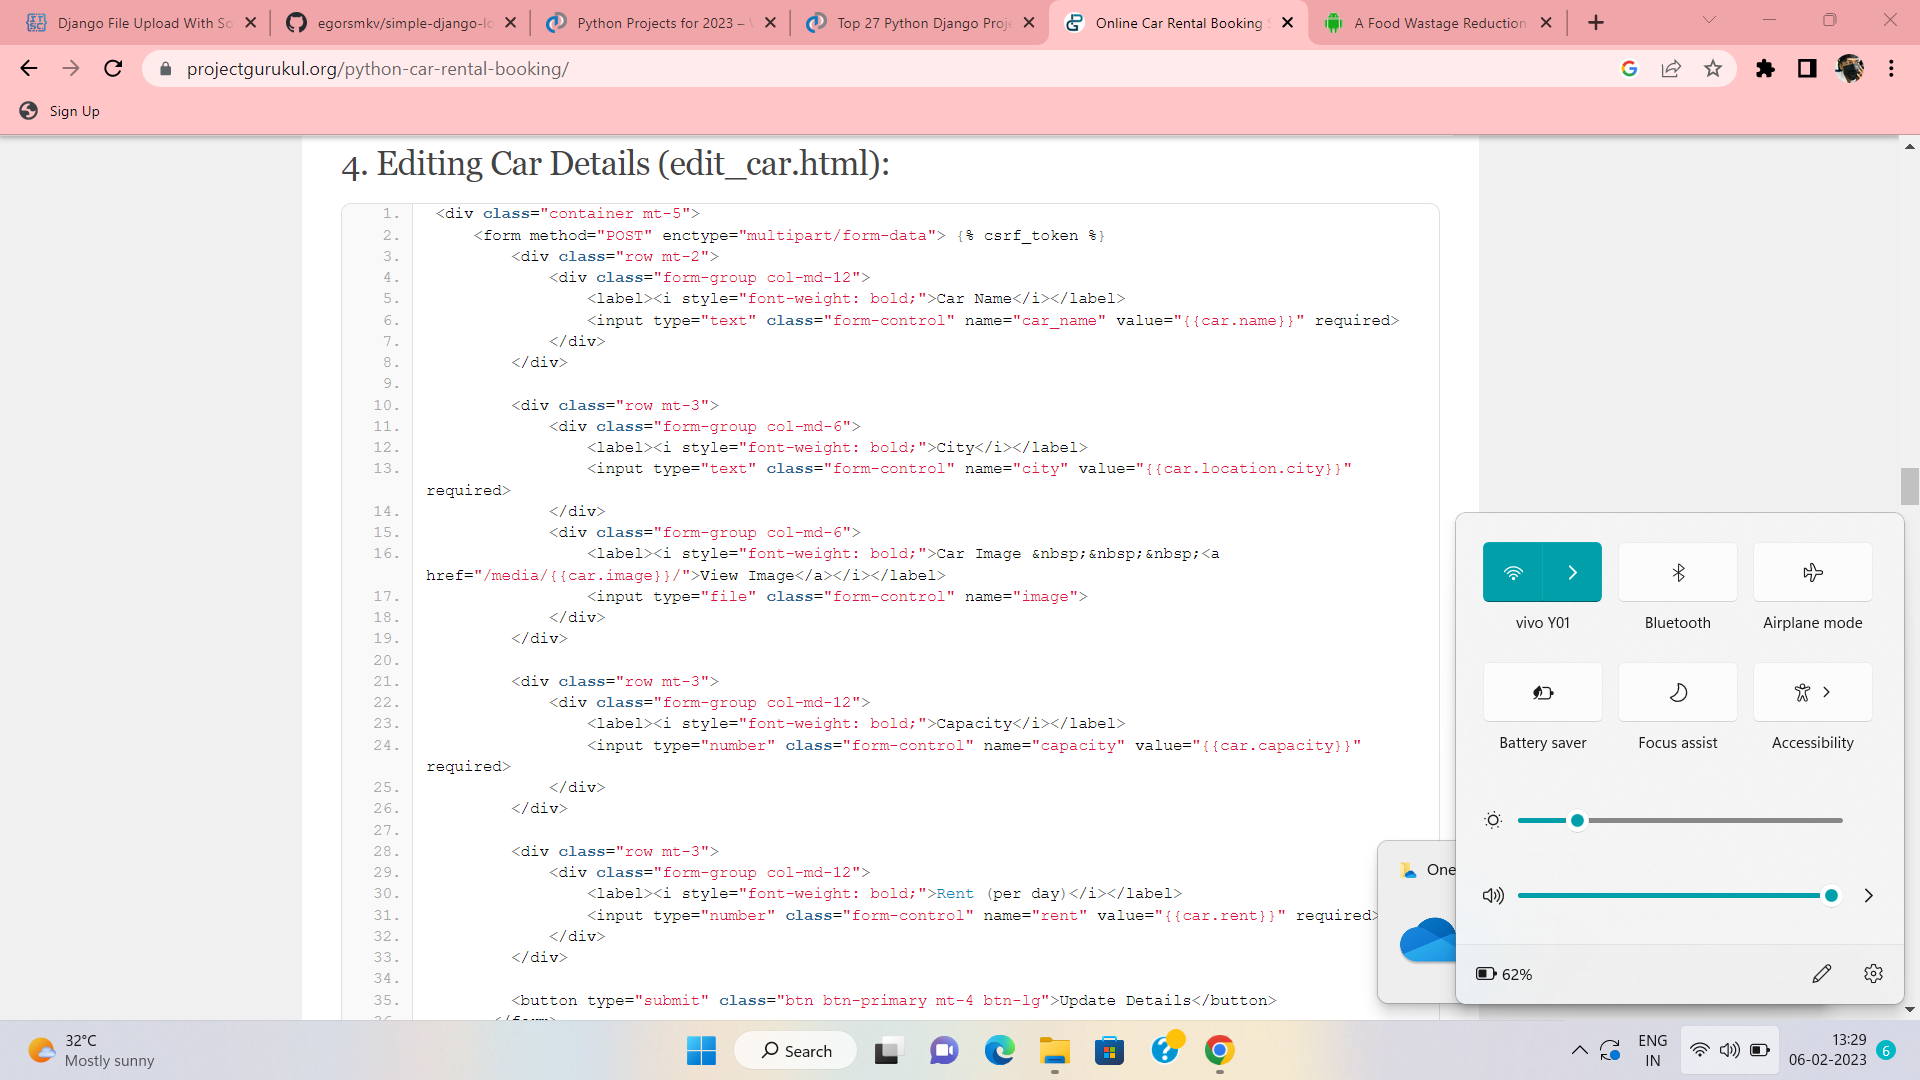 Django File Upload With So
egorsmkv/simple-django-lo
Python Projects for 2023 –
Top 27 Python Django Proj
Online Car Rental Booking
A Food Wastage Reduction
projectgurukul.org/python-car-rental-booking/
Sign Up
4. Editing Car Details (edit_car.html):
1. <div class="container mt-5">
2. <form method="POST" enctype="multipart/form-data"> {% csrf_token %}
3. <div class="row mt-2">
4. <div class="form-group col-md-12">
5. <label><i style="font-weight: bold;">Car Name</i></label>
6. <input type="text" class="form-control" name="car_name" value="{{car.name}}" required>
7. </div>
8. </div>
9.
10. <div class="row mt-3">
11. <div class="form-group col-md-6">
12. <label><i style="font-weight: bold;">City</i></label>
13. <input type="text" class="form-control" name="city" value="{{car.location.city}}"
required>
14. </div>
15. <div class="form-group col-md-6">
16. <label><i style="font-weight: bold;">Car Image &nbsp;&nbsp;&nbsp;<a
href="/media/{{car.image}}/">View Image</a></i></label>
17. <input type="file" class="form-control" name="image">
18. </div>
19. </div>
20.
21. <div class="row mt-3">
22. <div class="form-group col-md-12">
23. <label><i style="font-weight: bold;">Capacity</i></label>
24. <input type="number" class="form-control" name="capacity" value="{{car.capacity}}"
required>
25. </div>
26. </div>
27.
28. <div class="row mt-3">
29. <div class="form-group col-md-12">
30. <label><i style="font-weight: bold;">Rent (per day)</i></label>
31. <input type="number" class="form-control" name="rent" value="{{car.rent}}" required>
32. </div>
33. </div>
34.
35. <button type="submit" class="btn btn-primary mt-4 btn-lg">Update Details</button>
vivo Y01
Bluetooth
Airplane mode
Battery saver
Focus assist
Accessibility
One
62%
32°C
Mostly sunny
Search
ENG
IN
13:29
06-02-2023
6